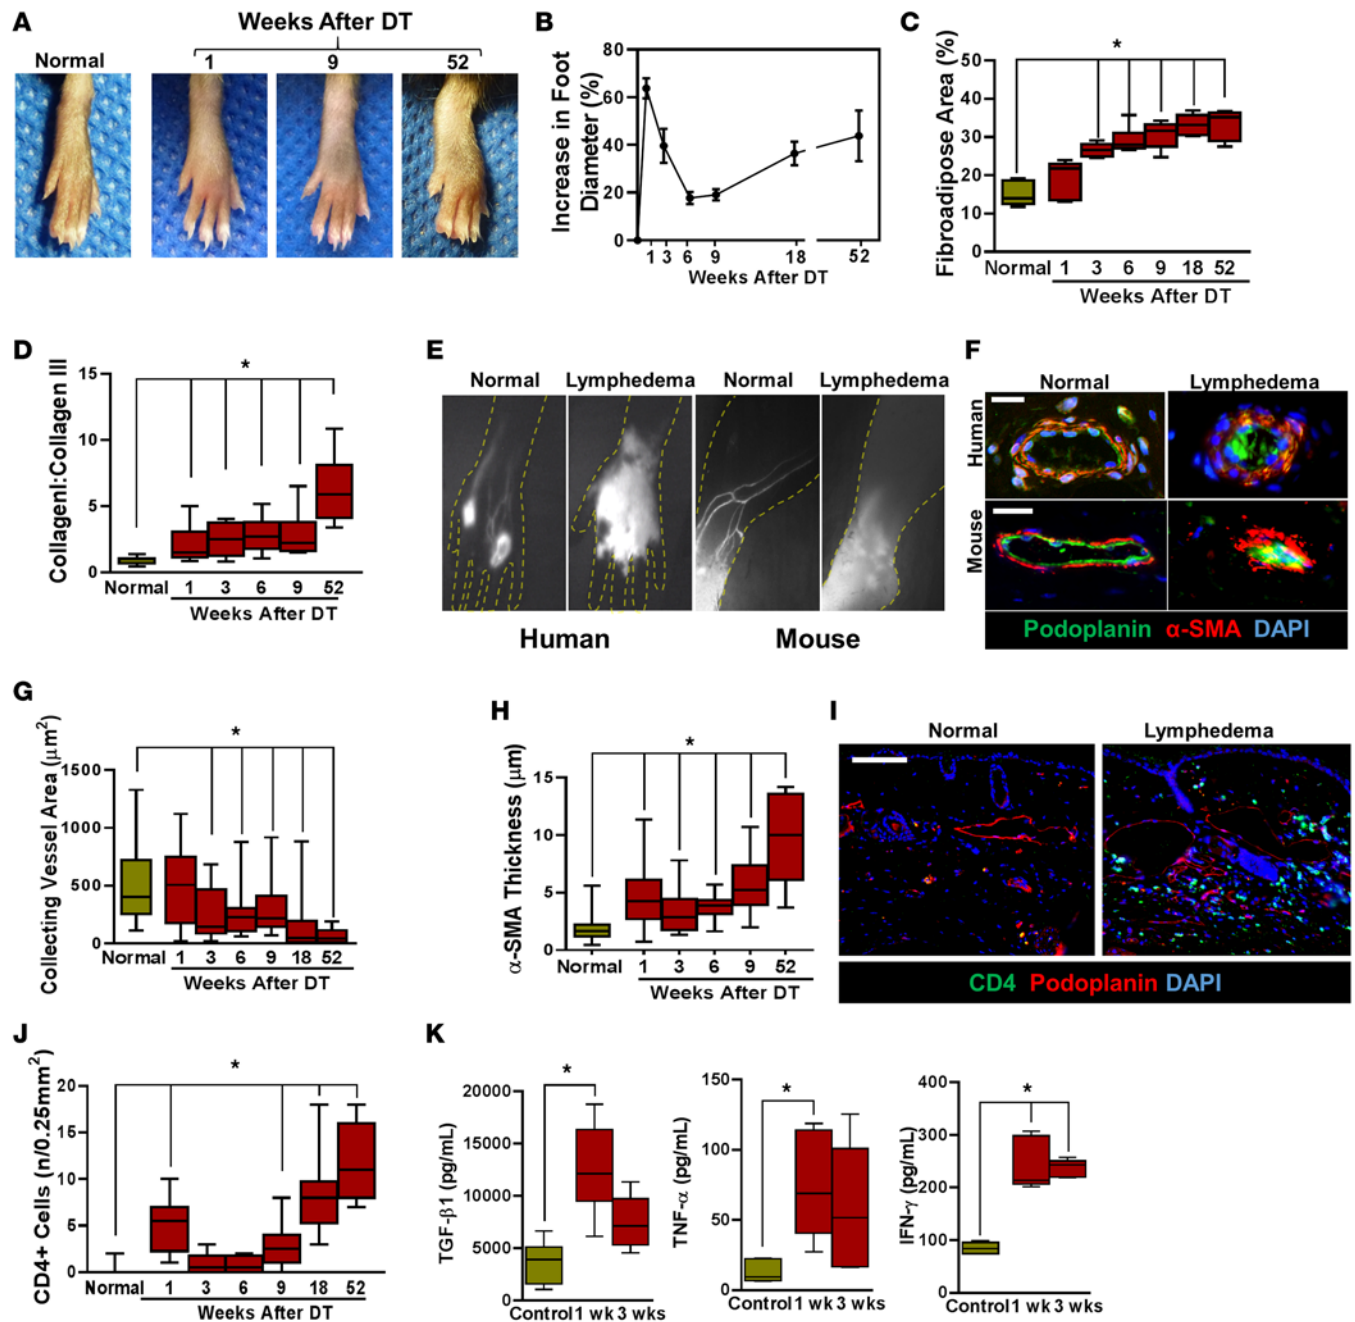 A
Weeks After DT
Normal
1
9
52
B
Increase in Foot
Diameter (%)
80
60
40
20
0
1 3 6 9 18 52
Weeks After DT
C
Fibroadipose Area (%)
*
50
40
30
20
10
0
Normal 1 3 6 9 18 52
Weeks After DT
D
Collagent:Collagen III
*
15
10
5
0
Normal 1 3 6 9 52
Weeks After DT
E
Normal Lymphedema Normal Lymphedema
Human Mouse
F
Normal Lymphedema
Human
Mouse
Podoplanin α-SMA DAPI
G
Collecting Vessel Area (μm²)
*
1500
1000
500
0
Normal 1 3 6 9 18 52
Weeks After DT
H
α-SMA Thickness (μm)
*
15
10
5
0
Normal 1 3 6 9 52
Weeks After DT
I
Normal Lymphedema
CD4 Podoplanin DAPI
J
CD4+ Cells (n/0.25mm²)
*
20
15
10
5
0
Normal 1 3 6 9 18 52
Weeks After DT
K
TGF-β1 (pg/mL)
*
20000
15000
10000
5000
0
Control 1 wk 3 wks
TNF-α (pg/mL)
*
150
100
50
0
Control 1 wk 3 wks
IFN-γ (pg/mL)
*
400
300
200
100
0
Control 1 wk 3 wks